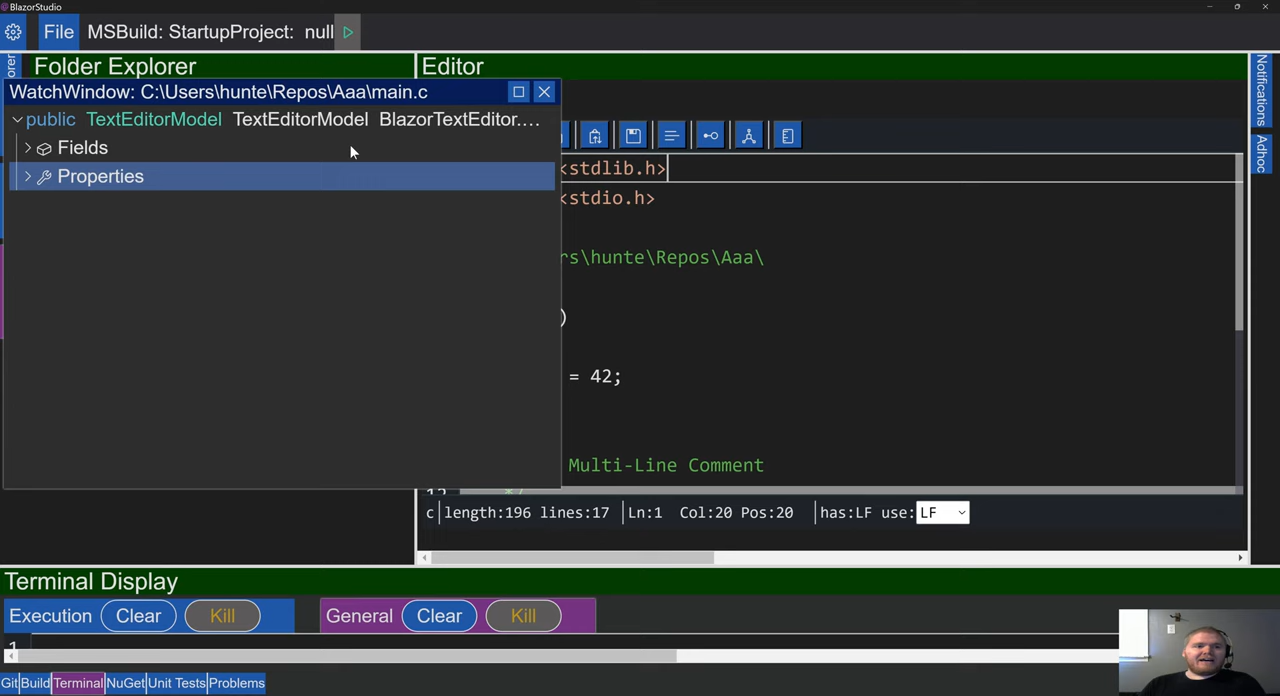 BlazorStudio
File MSBuild: StartupProject: null
Folder Explorer
Editor
Notifications
Adhoc
WatchWindow: C:\Users\hunte\Repos\Aaa\main.c
public TextEditorModel TextEditorModel BlazorTextEditor....
Fields
Properties
<stdlib.h>
<stdio.h>
rs\hunte\Repos\Aaa\
)
= 42;
Multi-Line Comment
12 */
c length:196 lines:17 Ln:1 Col:20 Pos:20 has:LF use: LF
Terminal Display
Execution Clear Kill General Clear Kill
1
Git Build Terminal NuGet Unit Tests Problems